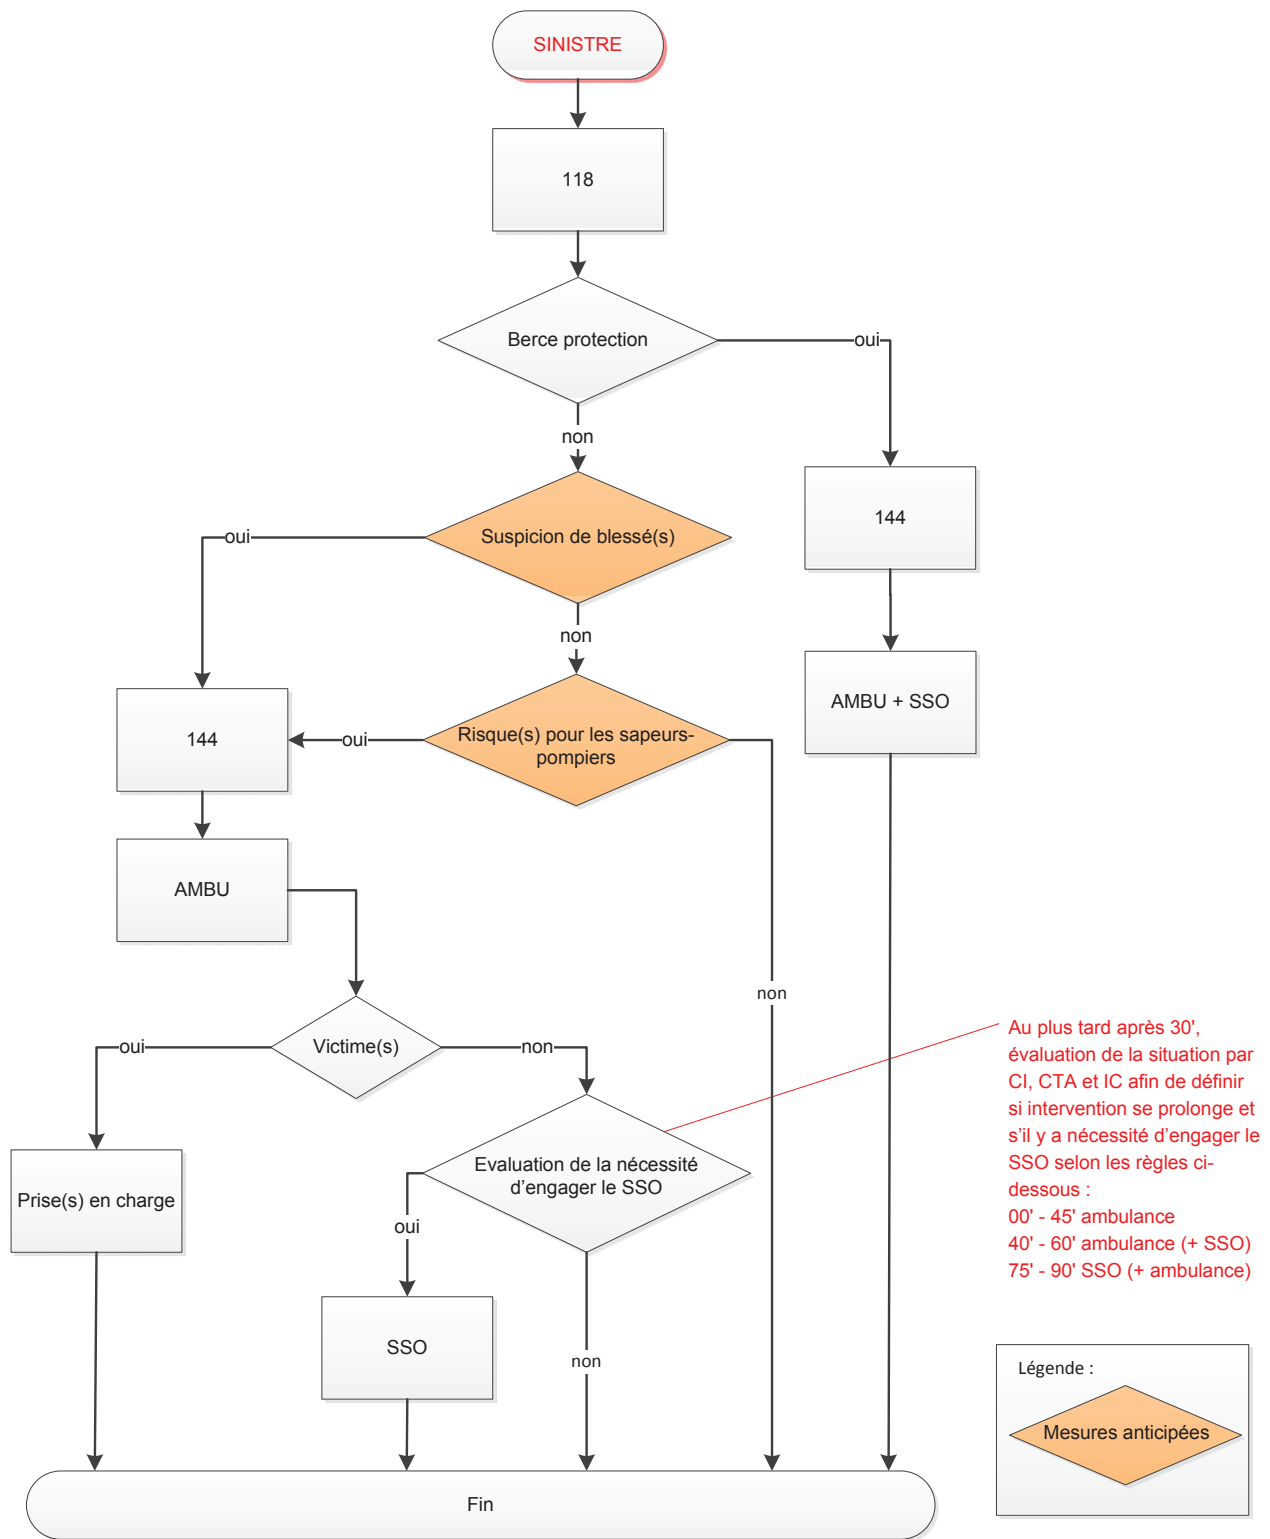 SINISTRE
118
Berce protection
oui
non
144
Suspicion de blessé(s)
oui
non
AMBU + SSO
144
oui
Risque(s) pour les sapeurs-
pompiers
AMBU
non
Victime(s)
oui
non
Au plus tard après 30',
évaluation de la situation par
CI, CTA et IC afin de définir
si intervention se prolonge et
s’il y a nécessité d’engager le
SSO selon les règles ci-
dessous :
00' - 45' ambulance
40' - 60' ambulance (+ SSO)
75' - 90' SSO (+ ambulance)
Prise(s) en charge
Evaluation de la nécessité
d’engager le SSO
oui
SSO
non
Légende :
Mesures anticipées
Fin